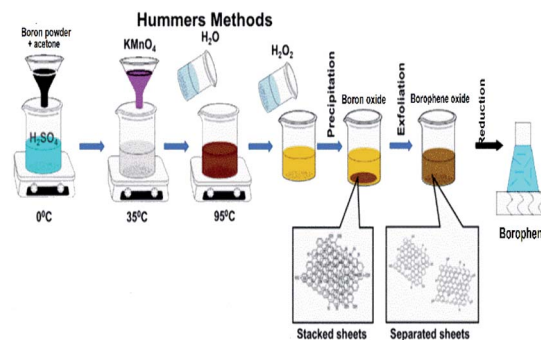 Hummers Methods
Boron powder
+ acetone
KMnO₄
H₂O
H₂O₂
H₂SO₄
0⁰C
35⁰C
95⁰C
Precipitation
Boron oxide
Exfoliation
Borophene oxide
Reduction
Borophen
Stacked sheets
Separated sheets